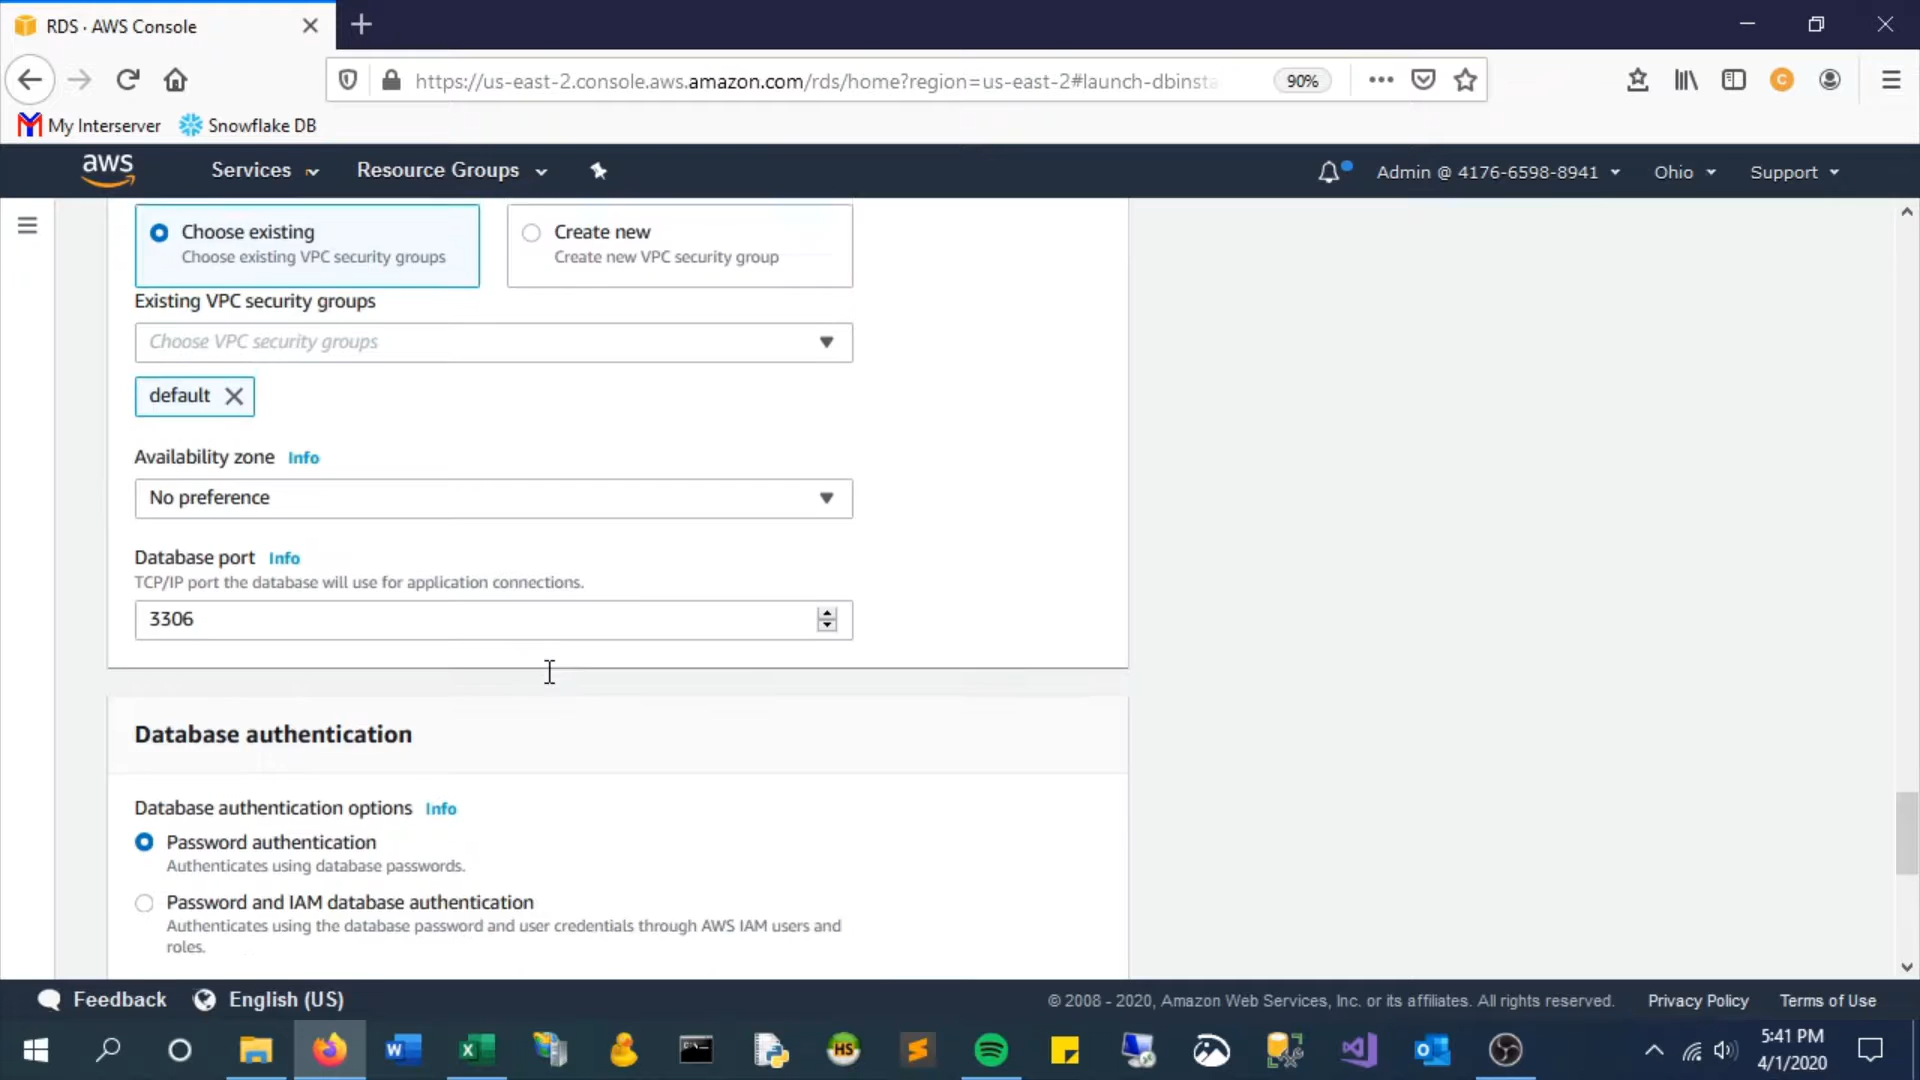 RDS · AWS Console
https://us-east-2.console.aws.amazon.com/rds/home?region=us-east-2#launch-dbinsta
90%
My Interserver
Snowflake DB
aws
Services
Resource Groups
Admin @ 4176-6598-8941
Ohio
Support
Choose existing
Choose existing VPC security groups
Create new
Create new VPC security group
Existing VPC security groups
Choose VPC security groups
default
Availability zone Info
No preference
Database port Info
TCP/IP port the database will use for application connections.
3306
Database authentication
Database authentication options Info
Password authentication
Authenticates using database passwords.
Password and IAM database authentication
Authenticates using the database password and user credentials through AWS IAM users and
roles.
Feedback
English (US)
© 2008 - 2020, Amazon Web Services, Inc. or its affiliates. All rights reserved.
Privacy Policy
Terms of Use
5:41 PM
4/1/2020